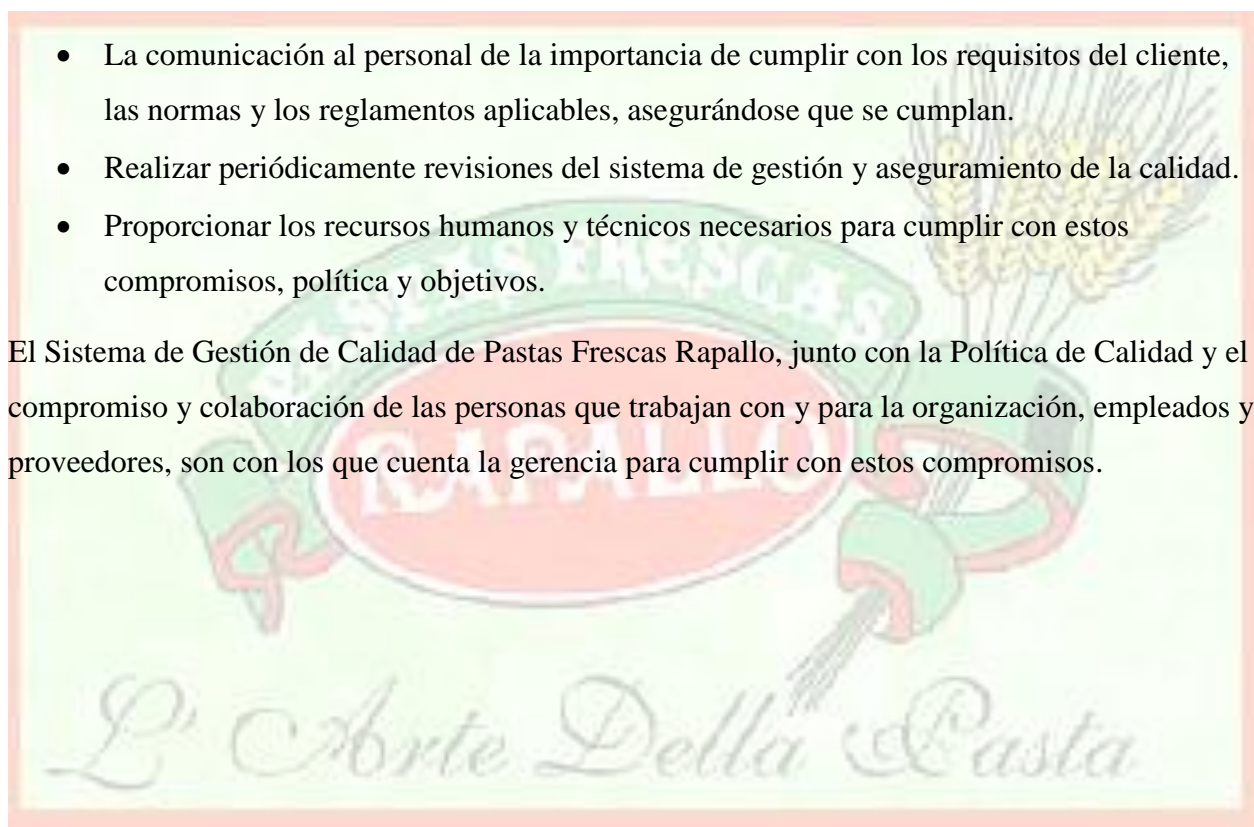 • La comunicación al personal de la importancia de cumplir con los requisitos del cliente,
las normas y los reglamentos aplicables, asegurándose que se cumplan.
• Realizar periódicamente revisiones del sistema de gestión y aseguramiento de la calidad.
• Proporcionar los recursos humanos y técnicos necesarios para cumplir con estos
compromisos, política y objetivos.
El Sistema de Gestión de Calidad de Pastas Frescas Rapallo, junto con la Política de Calidad y el
compromiso y colaboración de las personas que trabajan con y para la organización, empleados y
proveedores, son con los que cuenta la gerencia para cumplir con estos compromisos.
PASTAS FRESCAS
RAPALLO
L' Arte Della Pasta